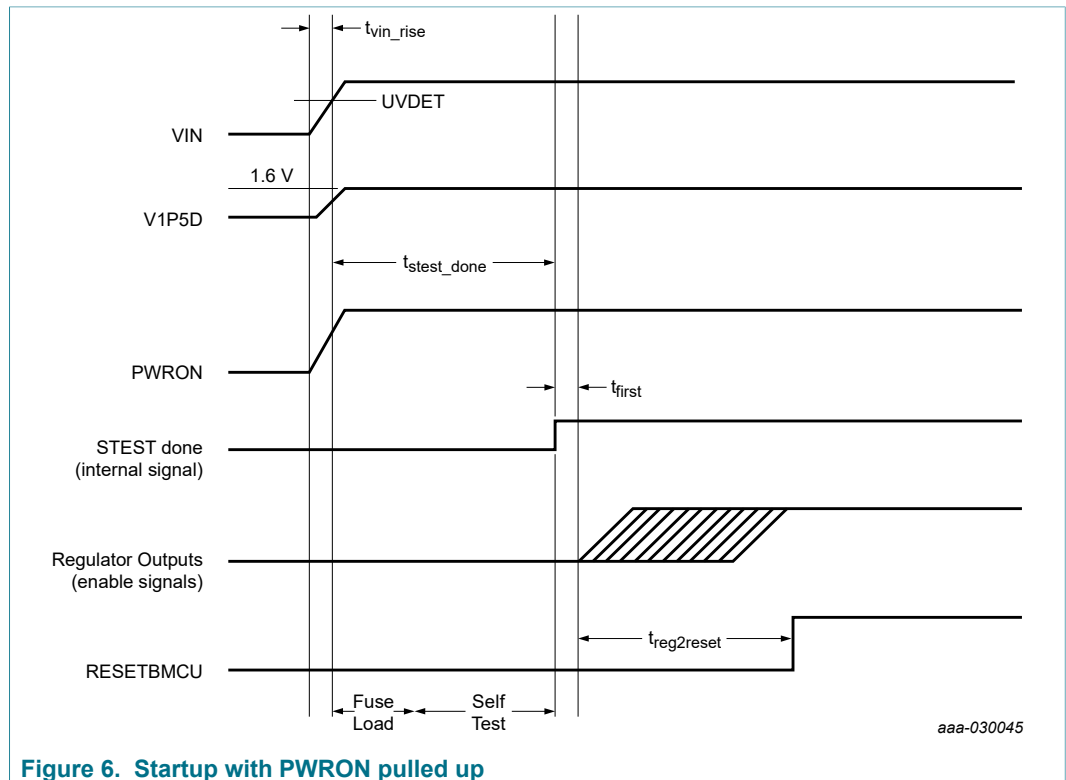 tvin_rise
UVDET
VIN
1.6 V
V1P5D
tstest_done
PWRON
tfirst
STEST done
(internal signal)
Regulator Outputs
(enable signals)
treg2reset
RESETBMCU
Fuse
Load
Self
Test
aaa-030045
Figure 6. Startup with PWRON pulled up